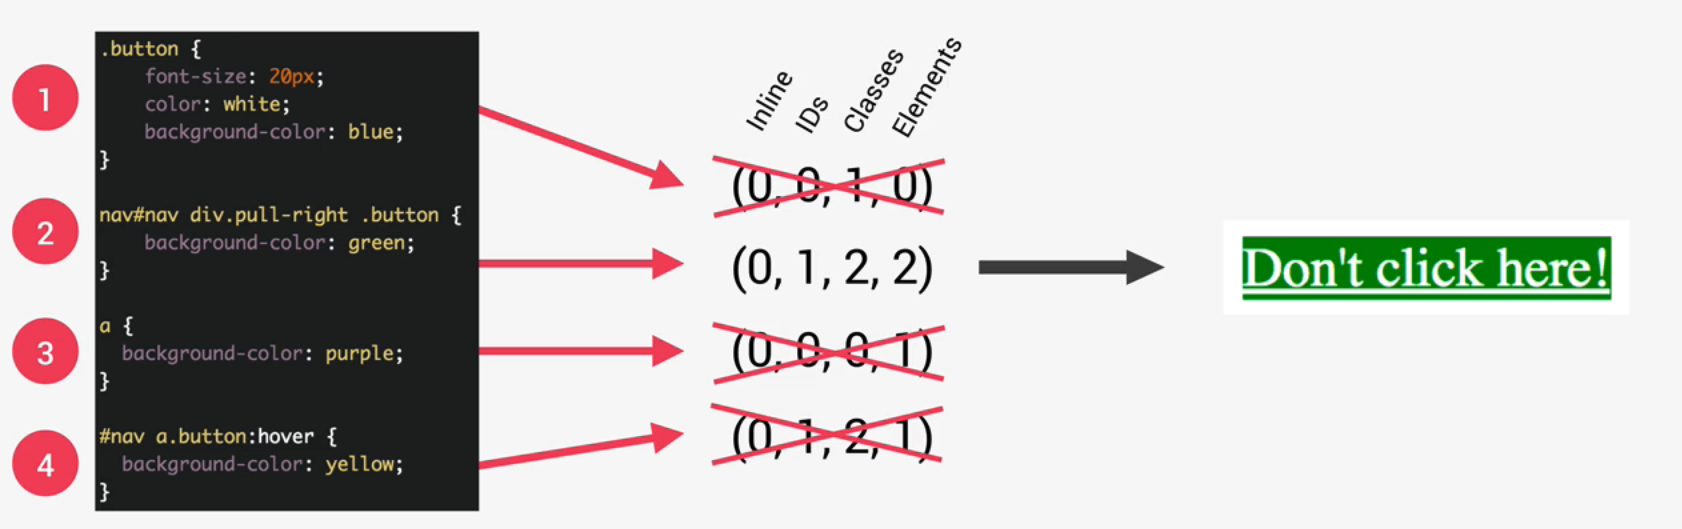 1
.button {
font-size: 20px;
color: white;
background-color: blue;
}
2
nav#nav div.pull-right .button {
background-color: green;
}
3
a {
background-color: purple;
}
4
#nav a.button:hover {
background-color: yellow;
}
Inline
IDs
Classes
Elements
(0, 0, 1, 0)
(0, 1, 2, 2)
(0, 0, 0, 1)
(0, 1, 2, 1)
Don't click here!